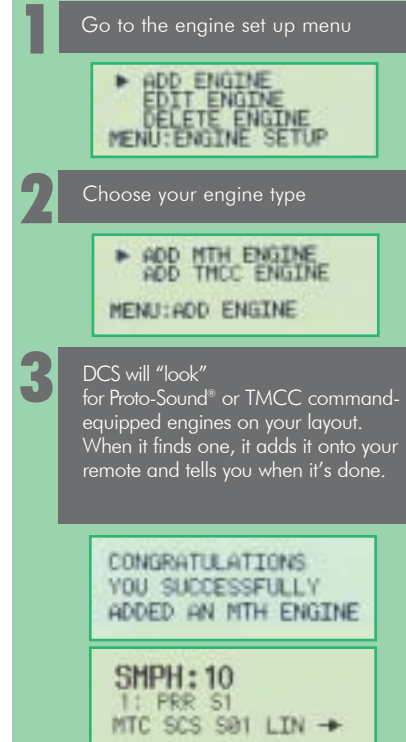 1
Go to the engine set up menu
▶ ADD ENGINE
EDIT ENGINE
DELETE ENGINE
MENU:ENGINE SETUP
2
Choose your engine type
▶ ADD MTH ENGINE
ADD TMCC ENGINE
MENU:ADD ENGINE
3
DCS will “look”
for Proto-Sound® or TMCC command-
equipped engines on your layout.
When it finds one, it adds it onto your
remote and tells you when it’s done.
CONGRATULATIONS
YOU SUCCESSFULLY
ADDED AN MTH ENGINE
SMPH:10
1: PRR S1
MTC SCS S01 LIN →